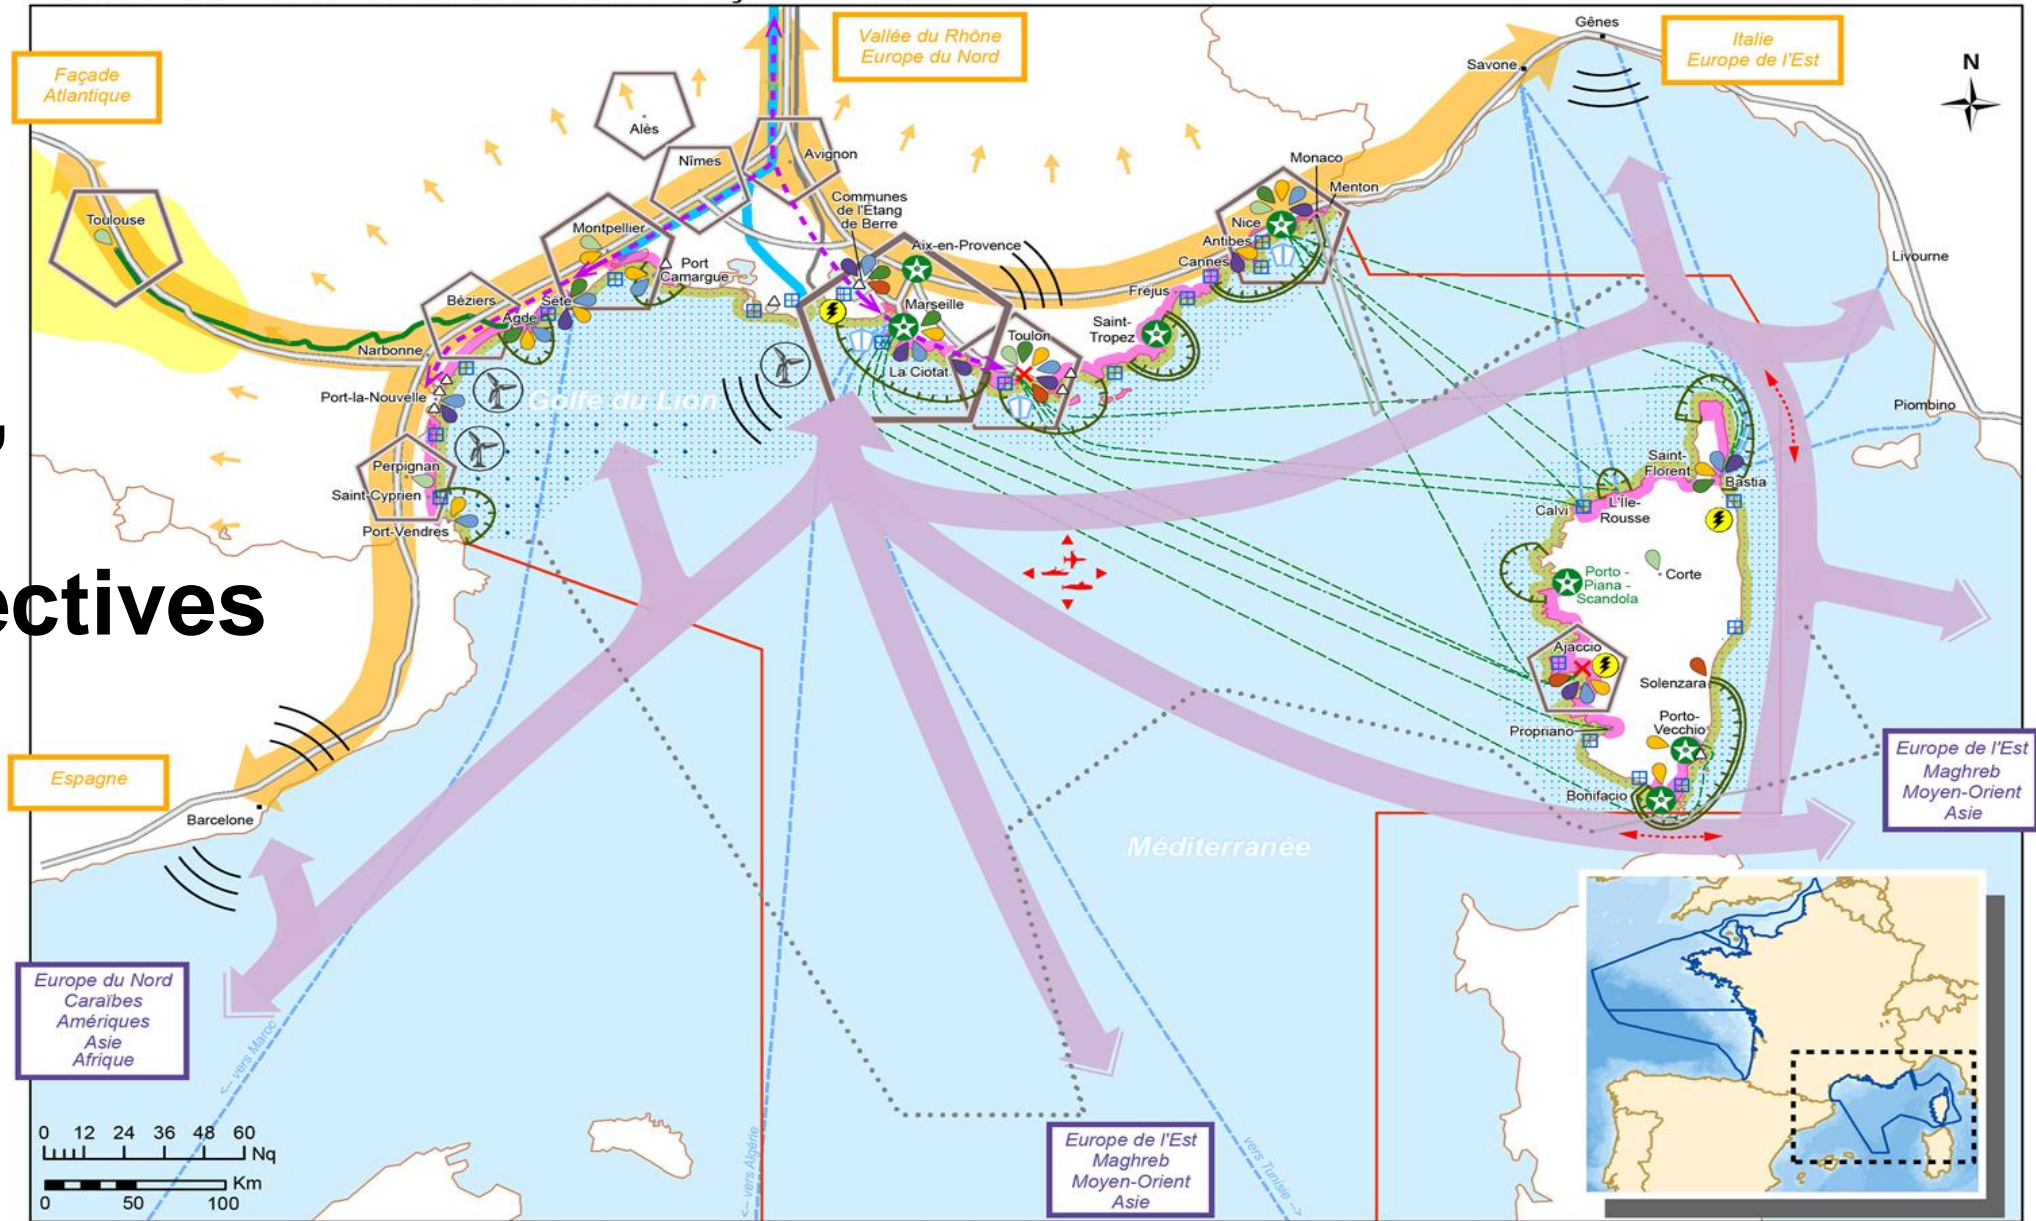 Façade
Atlantique
Vallée du Rhône
Europe du Nord
Italie
Europe de l'Est
Gênes
Savone
N
Alès
Nîmes
Avignon
Monaco
Menton
Communes
de l'Étang
de Berre
Toulouse
Montpellier
Nice
Antibes
Aix-en-Provence
Port
Camargue
Cannes
Livourne
Béziers
Sète
Agde
Marseille
Fréjus
Saint-
Tropez
Toulon
Narbonne
La Ciotat
Port-la-Nouvelle
Golfe du Lion
Piombino
,
Perpignan
Saint-Cyprien
Port-Vendres
Saint-
Florent
Bastia
Calvi
L'Île-
Rousse
ectives
Porto -
Piana -
Scandola
Corte
Ajaccio
Solenzara
Porto-
Vecchio
Propriano
Bonifacio
Espagne
Barcelone
Europe de l'Est
Maghreb
Moyen-Orient
Asie
Méditerranée
Europe du Nord
Caraïbes
Amériques
Asie
Afrique
<-- vers Maroc
<-- vers Algérie
vers Tunisie -->
Europe de l'Est
Maghreb
Moyen-Orient
Asie
0 12 24 36 48 60
Nq
Km
0 50 100